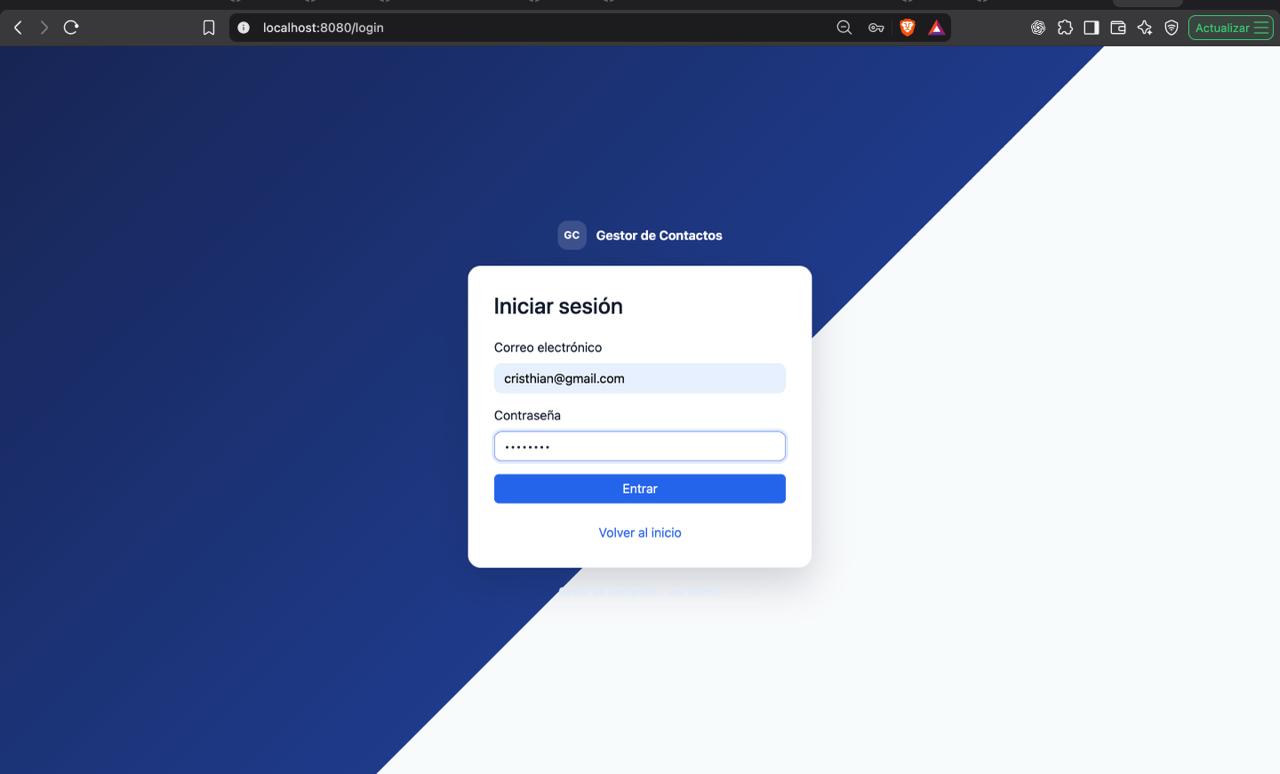 localhost:8080/login
Actualizar
GC Gestor de Contactos
Iniciar sesión
Correo electrónico
cristhian@gmail.com
Contraseña
••••••••
Entrar
Volver al inicio